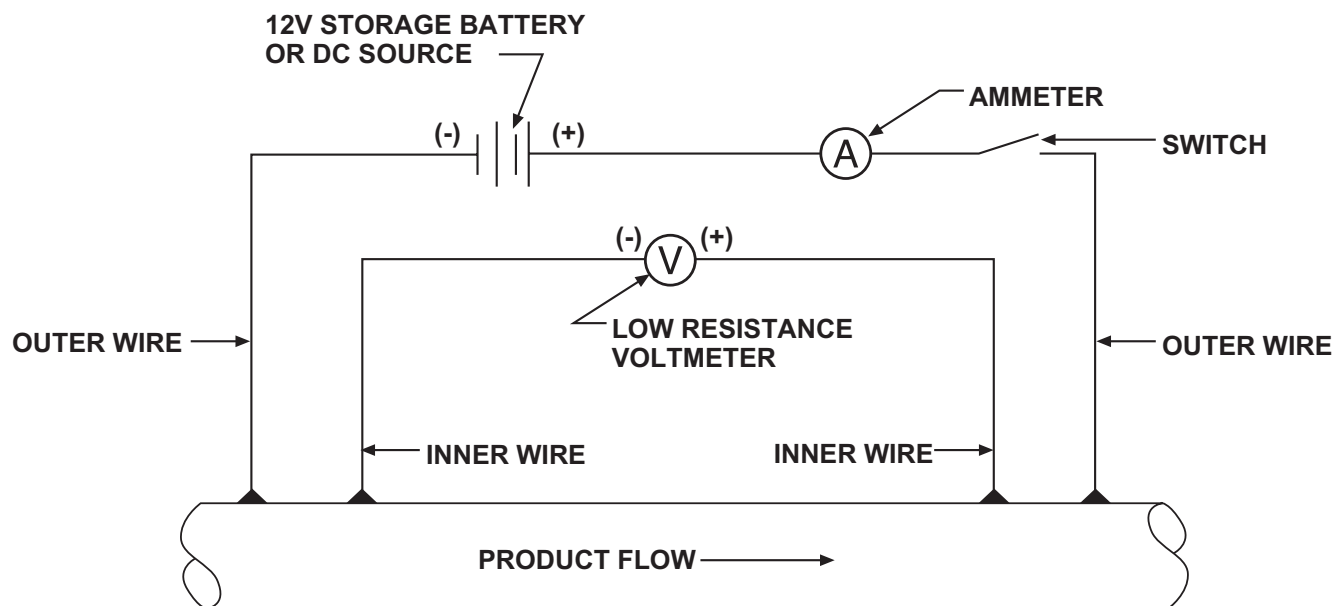 12V STORAGE BATTERY
OR DC SOURCE
AMMETER
(-) (+)
A
SWITCH
(-) (+)
V
OUTER WIRE
LOW RESISTANCE
VOLTMETER
OUTER WIRE
INNER WIRE
INNER WIRE
PRODUCT FLOW